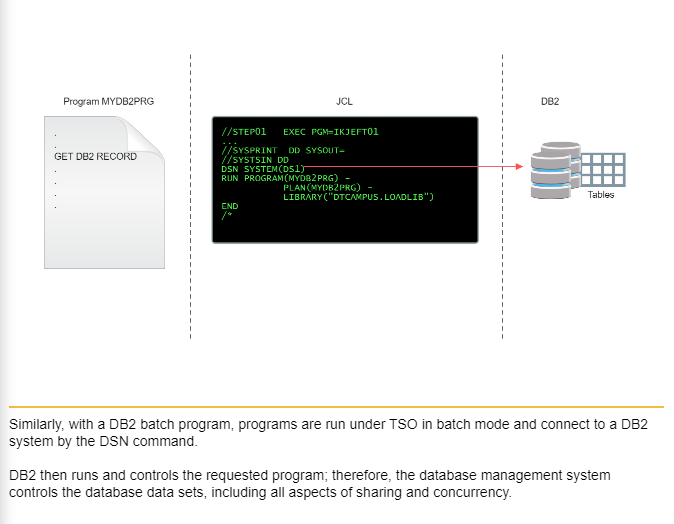 Program MYDB2PRG
JCL
DB2
.
.
GET DB2 RECORD
.
.
.
.
//STEP01 EXEC PGM=IKJEFT01
...
//SYSPRINT DD SYSOUT=
//SYSTSIN DD
DSN SYSTEM(DS1)
RUN PROGRAM(MYDB2PRG) -
PLAN(MYDB2PRG) -
LIBRARY("DTCAMPUS.LOADLIB")
END
/*
Tables
Similarly, with a DB2 batch program, programs are run under TSO in batch mode and connect to a DB2
system by the DSN command.
DB2 then runs and controls the requested program; therefore, the database management system
controls the database data sets, including all aspects of sharing and concurrency.